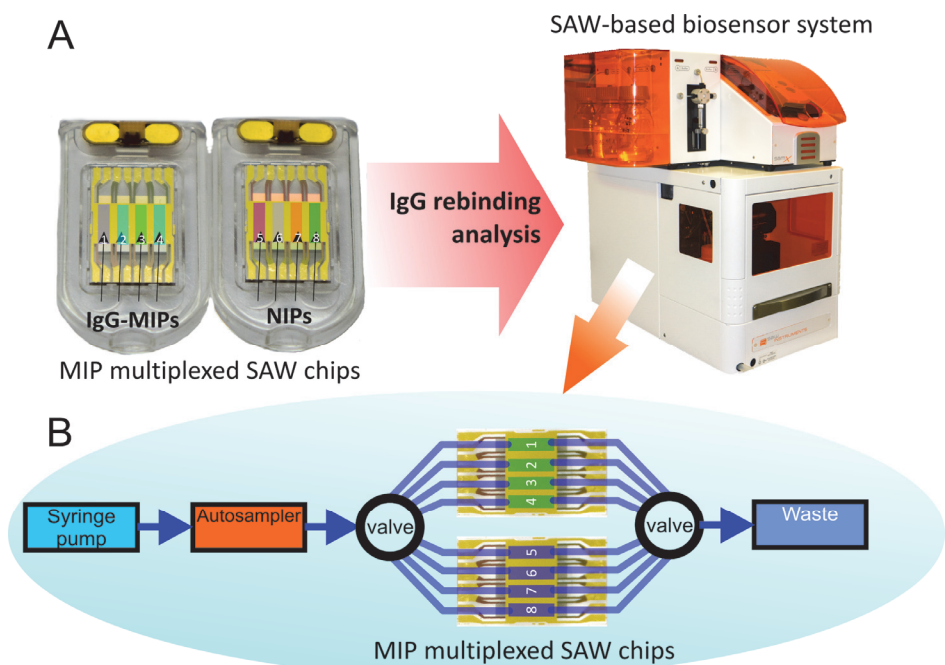 A
SAW-based biosensor system
IgG rebinding
analysis
1 2 3 4
5 6 7 8
IgG-MIPs
NIPs
MIP multiplexed SAW chips
B
1
2
3
4
Syringe
pump
Autosampler
valve
valve
Waste
5
6
7
8
MIP multiplexed SAW chips